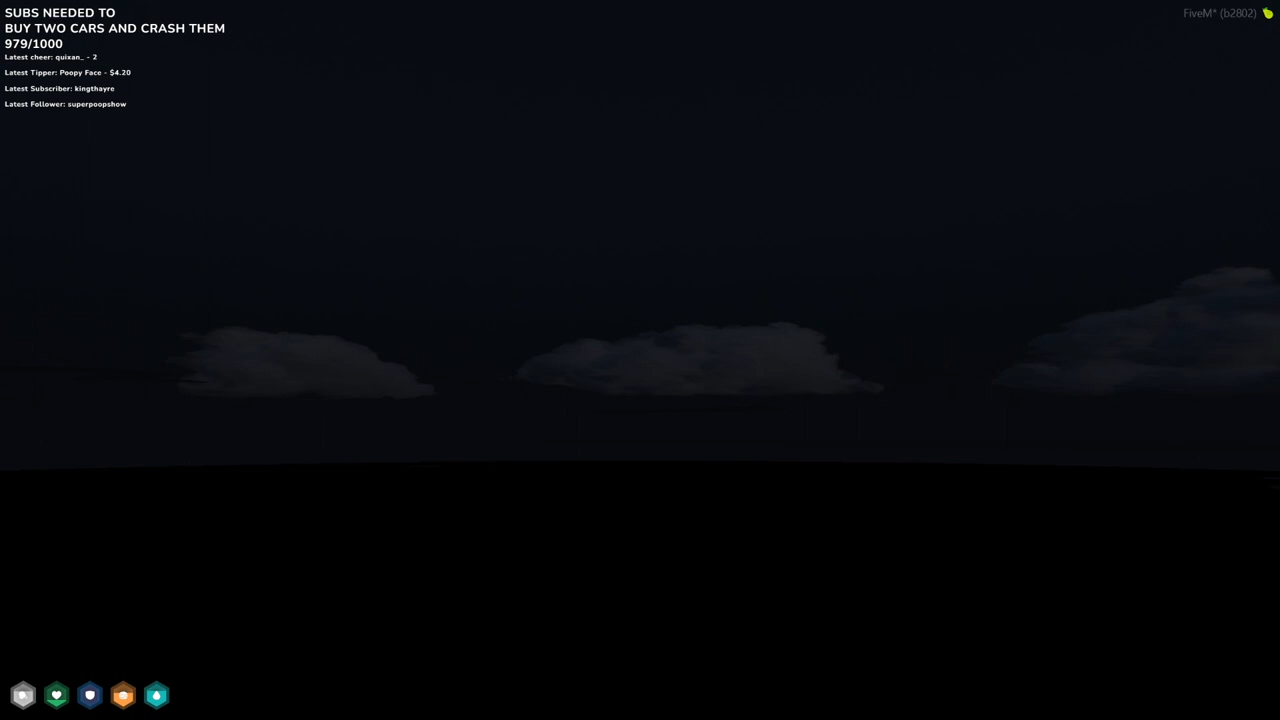 SUBS NEEDED TO
BUY TWO CARS AND CRASH THEM
979/1000
Latest cheer: quixan_ - 2
Latest Tipper: Poopy Face - $4.20
Latest Subscriber: kingthayre
Latest Follower: superpoopshow
FiveM* (b2802)